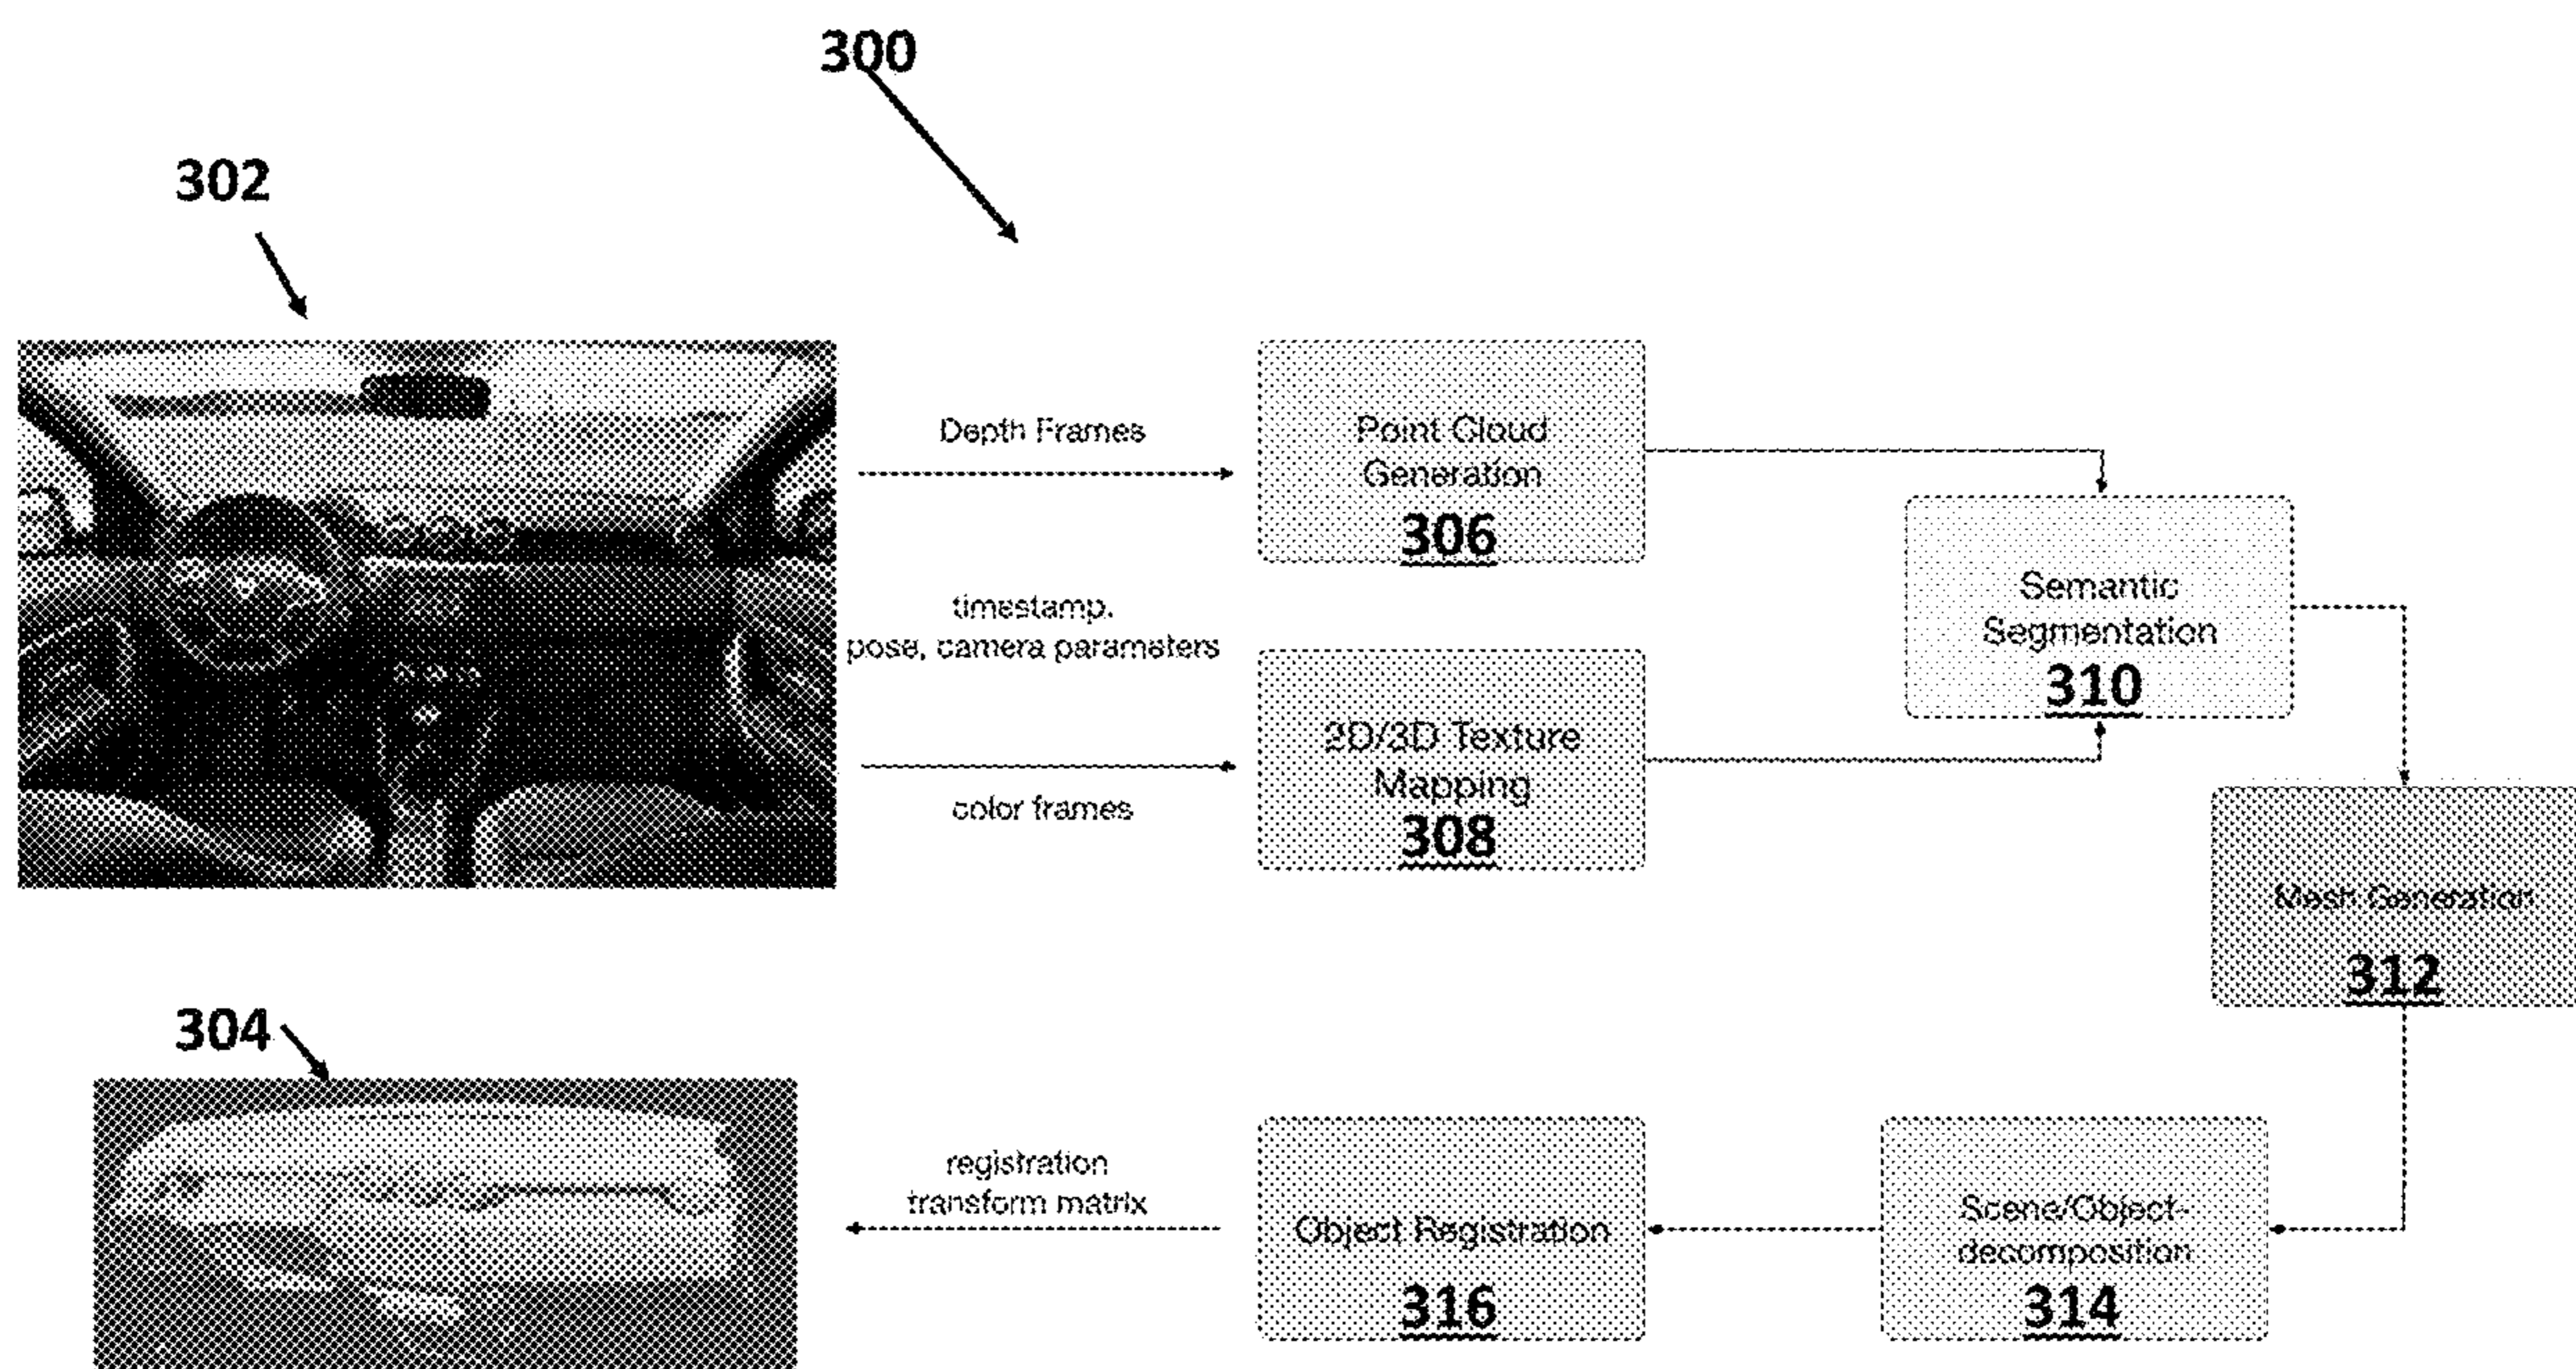 300
302
Depth Frames
Point Cloud
Generation
306
timestamp,
pose, camera parameters
Semantic
Segmentation
310
color frames
2D/3D Texture
Mapping
308
Mesh Generation
312
304
registration
transform matrix
Object Registration
316
Scene/Object-
decomposition
314